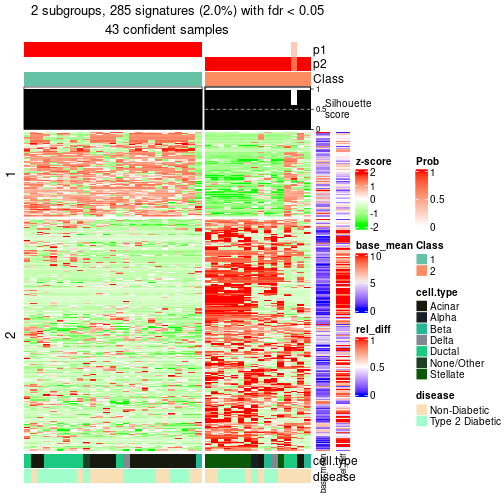 2 subgroups, 285 signatures (2.0%) with fdr < 0.05
43 confident samples
p1
p2
Class
1
0.5
0
Silhouette
score
1
2
z-score
2
1
0
-1
-2
Prob
1
0.5
0
base_mean
10
5
0
Class
1
2
rel_diff
1
0.5
0
cell.type
Acinar
Alpha
Beta
Delta
Ductal
None/Other
Stellate
disease
Non-Diabetic
Type 2 Diabetic
cell.type
disease
base_mean
rel_diff